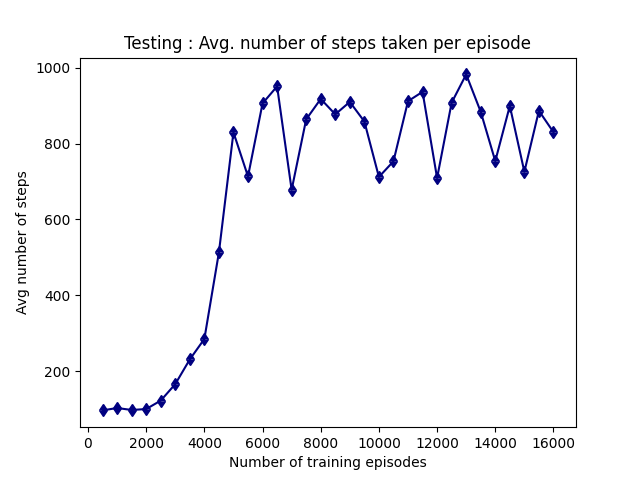 Testing : Avg. number of steps taken per episode
1000
800
600
400
200
Avg number of steps
0 2000 4000 6000 8000 10000 12000 14000 16000
Number of training episodes